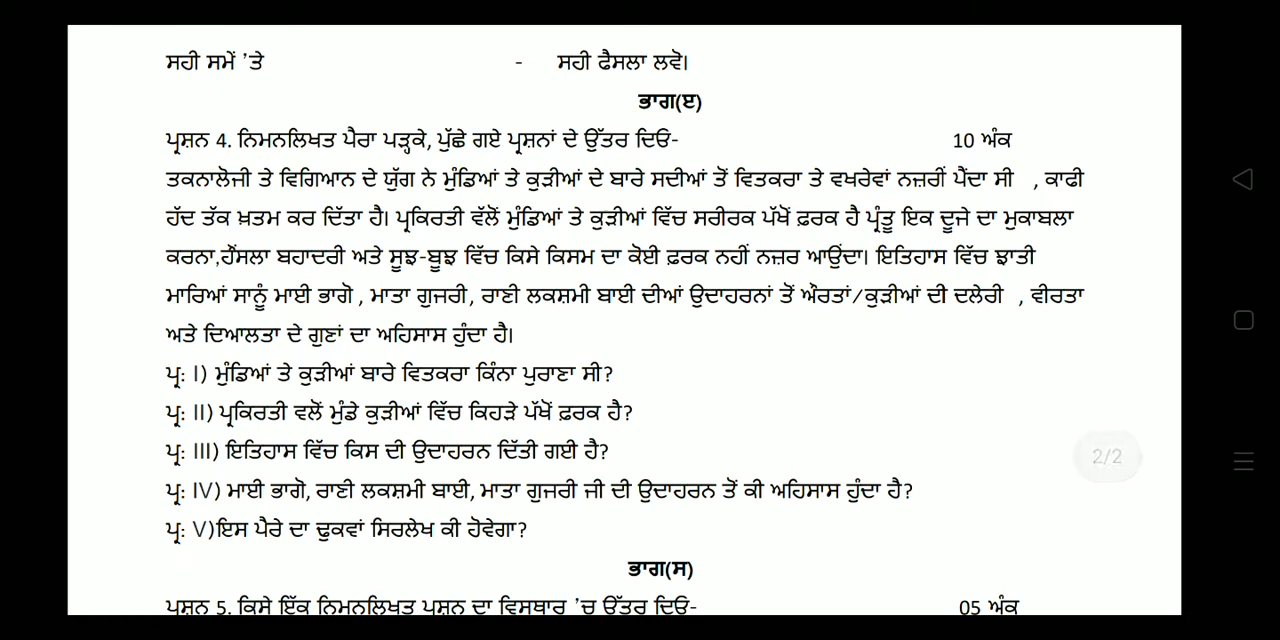 ਸਹੀ ਸਮੇਂ 'ਤੇ - ਸਹੀ ਫੈਸਲਾ ਲਵੋ।
ਭਾਗ(ੲ)
ਪ੍ਰਸ਼ਨ 4. ਨਿਮਨਲਿਖਤ ਪੈਰਾ ਪੜ੍ਹਕੇ, ਪੁੱਛੇ ਗਏ ਪ੍ਰਸ਼ਨਾਂ ਦੇ ਉੱਤਰ ਦਿਓ- 10 ਅੰਕ
ਤਕਨਾਲੋਜੀ ਤੇ ਵਿਗਿਆਨ ਦੇ ਯੁੱਗ ਨੇ ਮੁੰਡਿਆਂ ਤੇ ਕੁੜੀਆਂ ਦੇ ਬਾਰੇ ਸਦੀਆਂ ਤੋਂ ਵਿਤਕਰਾ ਤੇ ਵਖਰੇਵਾਂ ਨਜ਼ਰੀਂ ਪੈਂਦਾ ਸੀ , ਕਾਫੀ
ਹੱਦ ਤੱਕ ਖ਼ਤਮ ਕਰ ਦਿੱਤਾ ਹੈ। ਪ੍ਰਕਿਰਤੀ ਵੱਲੋਂ ਮੁੰਡਿਆਂ ਤੇ ਕੁੜੀਆਂ ਵਿੱਚ ਸਰੀਰਕ ਪੱਖੋਂ ਫ਼ਰਕ ਹੈ ਪ੍ਰੰਤੂ ਇਕ ਦੂਜੇ ਦਾ ਮੁਕਾਬਲਾ
ਕਰਨਾ,ਹੌਂਸਲਾ ਬਹਾਦਰੀ ਅਤੇ ਸੂਝ-ਬੂਝ ਵਿੱਚ ਕਿਸੇ ਕਿਸਮ ਦਾ ਕੋਈ ਫ਼ਰਕ ਨਹੀਂ ਨਜ਼ਰ ਆਉਂਦਾ। ਇਤਿਹਾਸ ਵਿੱਚ ਝਾਤੀ
ਮਾਰਿਆਂ ਸਾਨੂੰ ਮਾਈ ਭਾਗੋ , ਮਾਤਾ ਗੁਜਰੀ, ਰਾਣੀ ਲਕਸ਼ਮੀ ਬਾਈ ਦੀਆਂ ਉਦਾਹਰਨਾਂ ਤੋਂ ਔਰਤਾਂ/ਕੁੜੀਆਂ ਦੀ ਦਲੇਰੀ , ਵੀਰਤਾ
ਅਤੇ ਦਿਆਲਤਾ ਦੇ ਗੁਣਾਂ ਦਾ ਅਹਿਸਾਸ ਹੁੰਦਾ ਹੈ।
ਪ੍ਰ: I) ਮੁੰਡਿਆਂ ਤੇ ਕੁੜੀਆਂ ਬਾਰੇ ਵਿਤਕਰਾ ਕਿੰਨਾ ਪੁਰਾਣਾ ਸੀ?
ਪ੍ਰ: II) ਪ੍ਰਕਿਰਤੀ ਵਲੋਂ ਮੁੰਡੇ ਕੁੜੀਆਂ ਵਿੱਚ ਕਿਹੜੇ ਪੱਖੋਂ ਫ਼ਰਕ ਹੈ?
ਪ੍ਰ: III) ਇਤਿਹਾਸ ਵਿੱਚ ਕਿਸ ਦੀ ਉਦਾਹਰਨ ਦਿੱਤੀ ਗਈ ਹੈ?
ਪ੍ਰ: IV) ਮਾਈ ਭਾਗੋ, ਰਾਣੀ ਲਕਸ਼ਮੀ ਬਾਈ, ਮਾਤਾ ਗੁਜਰੀ ਜੀ ਦੀ ਉਦਾਹਰਨ ਤੋਂ ਕੀ ਅਹਿਸਾਸ ਹੁੰਦਾ ਹੈ?
2/2
ਪ੍ਰ: V)ਇਸ ਪੈਰੇ ਦਾ ਢੁਕਵਾਂ ਸਿਰਲੇਖ ਕੀ ਹੋਵੇਗਾ?
ਭਾਗ(ਸ)
ਪ੍ਰਸ਼ਨ 5. ਕਿਸੇ ਇੱਕ ਨਿਮਨਲਿਖਤ ਪ੍ਰਸ਼ਨ ਦਾ ਵਿਸਥਾਰ 'ਚ ਉੱਤਰ ਦਿਓ- 05 ਅੰਕ